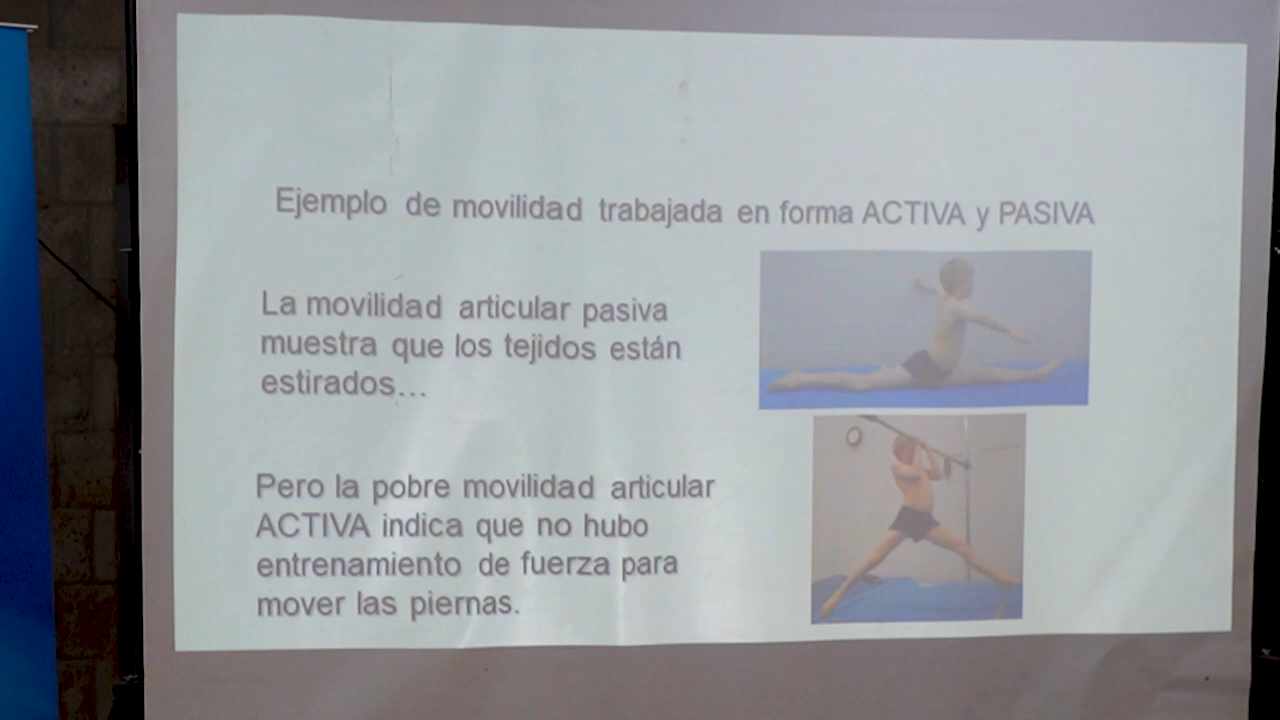 Ejemplo de movilidad trabajada en forma ACTIVA y PASIVA
La movilidad articular pasiva
muestra que los tejidos están
estirados...
Pero la pobre movilidad articular
ACTIVA indica que no hubo
entrenamiento de fuerza para
mover las piernas.